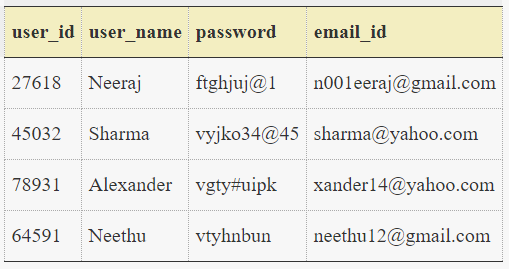 user_id user_name password email_id
27618 Neeraj ftghjuj@1 n001eeraj@gmail.com
45032 Sharma vyjko34@45 sharma@yahoo.com
78931 Alexander vgty#uipk xander14@yahoo.com
64591 Neethu vtyhnbun neethu12@gmail.com